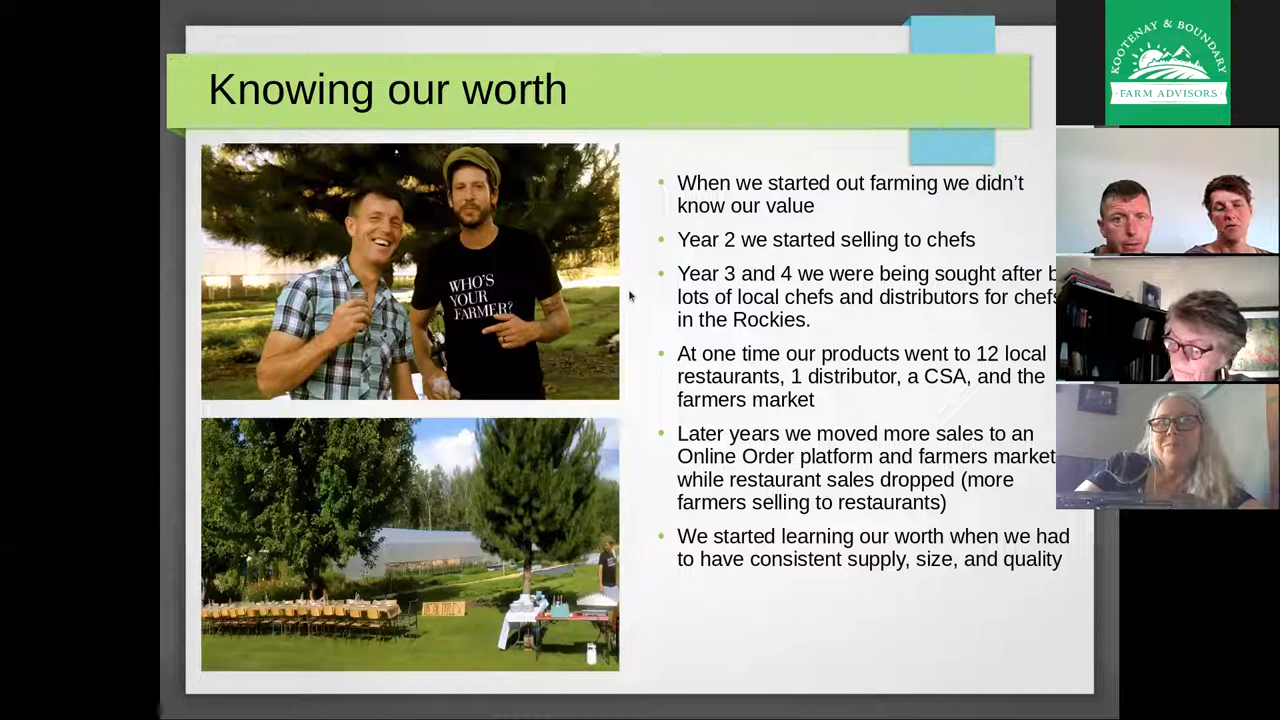 Knowing our worth
WHO'S
YOUR
FARMER?
When we started out farming we didn't
know our value
Year 2 we started selling to chefs
Year 3 and 4 we were being sought after b
lots of local chefs and distributors for chefs
in the Rockies.
At one time our products went to 12 local
restaurants, 1 distributor, a CSA, and the
farmers market
Later years we moved more sales to an
Online Order platform and farmers market
while restaurant sales dropped (more
farmers selling to restaurants)
We started learning our worth when we had
to have consistent supply, size, and quality
KOOTENAY & BOUNDARY
FARM ADVISORS